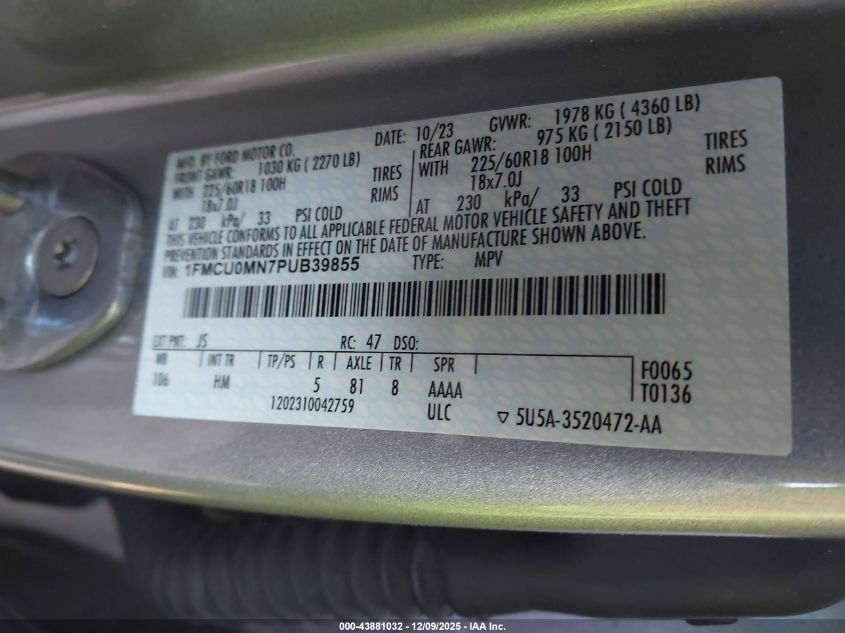 MFD. BY FORD MOTOR CO.
DATE: 10/23 GVWR: 1978 KG ( 4360 LB)
FRONT GAWR: 1030 KG ( 2270 LB)
REAR GAWR: 975 KG ( 2150 LB)
WITH 225/60R18 100H TIRES
18x7.0J RIMS
AT 230 kPa/ 33 PSI COLD
WITH 225/60R18 100H TIRES
18x7.0J RIMS
AT 230 kPa/ 33 PSI COLD
THIS VEHICLE CONFORMS TO ALL APPLICABLE FEDERAL MOTOR VEHICLE SAFETY AND THEFT
PREVENTION STANDARDS IN EFFECT ON THE DATE OF MANUFACTURE SHOWN ABOVE.
VIN: 1FMCU0MN7PUB39855 TYPE: MPV
EXT PNT: JS RC: 47 DSO:
WB INT TR TP/PS R AXLE TR SPR
106 HM 5 81 8 AAAA
F0065
T0136
1202310042759 ULC ▽ 5U5A-3520472-AA
000-43881032 - 12/09/2025 - IAA Inc.